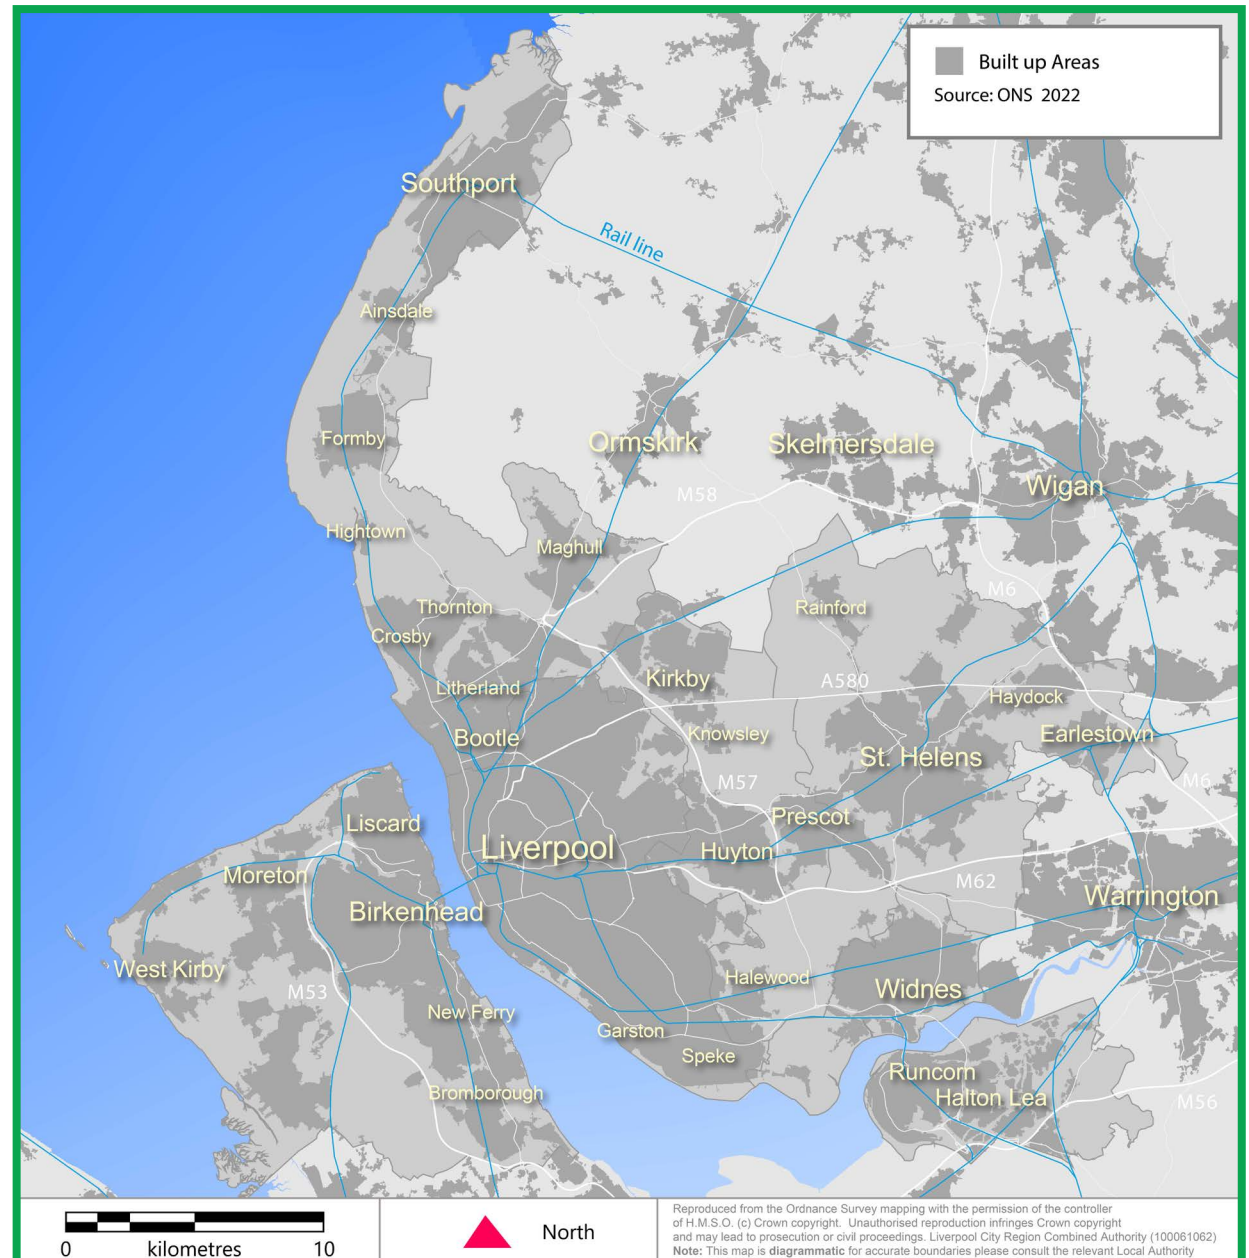 Built up Areas
Source: ONS 2022
Southport
Rail line
Ainsdale
Formby
Ormskirk
Skelmersdale
Wigan
M58
Hightown
Maghull
M6
Thornton
Rainford
Crosby
Kirkby
A580
Litherland
Haydock
Bootle
Knowsley
Earlestown
St. Helens
M57
M6
Liscard
Prescot
Liverpool
Huyton
Moreton
M62
Birkenhead
Warrington
West Kirby
Halewood
Widnes
M53
New Ferry
Garston
Speke
Runcorn
Bromborough
Halton Lea
M56
0 kilometres 10
North
Reproduced from the Ordnance Survey mapping with the permission of the controller
of H.M.S.O. (c) Crown copyright. Unauthorised reproduction infringes Crown copyright
and may lead to prosecution or civil proceedings. Liverpool City Region Combined Authority (100061062)
Note: This map is diagrammatic for accurate boundaries please consult the relevant Local Authority